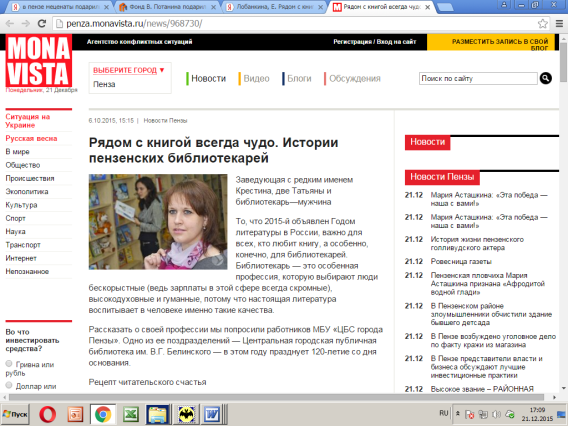 в пензе меценаты подарил
Фонд В. Потанина подарил
Лобамкина, Е. Рядом с кни
Рядом с книгой всегда чудо.
penza.monavista.ru/news/968730/
MONA
VISTA
Понедельник, 21 Декабря
Агентство конфликтных ситуаций
Регистрация / Вход на сайт
РАЗМЕСТИТЬ ЗАПИСЬ В СВОЙ
БЛОГ
ВЫБЕРИТЕ ГОРОД ▼
Пенза
Новости
Видео
Блоги
Обсуждения
Поиск по сайту
Ситуация на
Украине
Русская весна
В мире
Общество
Происшествия
Экополитика
Культура
Спорт
Наука
Транспорт
Интернет
Непознанное
Во что
инвестировать
средства?
Гривна или
рубль
Доллар или
6.10.2015, 15:15 | Новости Пензы
Рядом с книгой всегда чудо. Истории
пензенских библиотекарей
Заведующая с редким именем
Крестина, две Татьяны и
библиотекарь—мужчина
То, что 2015-й объявлен Годом
литературы в России, важно для
всех, кто любит книгу, а особенно,
конечно, для библиотекарей.
Библиотекарь — это особенная
профессия, которую выбирают люди
бескорыстные (ведь зарплаты в этой сфере всегда скромные),
высокодуховные и гуманные, потому что настоящая литература
воспитывает в человеке именно такие качества.
Рассказать о своей профессии мы попросили работников МБУ «ЦБС города
Пензы». Одно из ее поздразделений — Центральная городская публичная
библиотека им. В.Г. Белинского — в этом году празднует 120-летие со дня
основания.
Рецепт читательского счастья
Новости
Новости Пензы
21.12 Мария Асташкина: «Эта победа —
наша с вами!»
21.12 Мария Асташкина: «Эта победа —
наша с вами!»
21.12 История жизни пензенского
голливудского актера
21.12 Ровесница газеты
21.12 Пензенская пловчиха Мария
Асташкина признана «Афродитой
водной глади»
21.12 В Пензенском районе
злоумышленники обчистили здание
бывшего детсада
21.12 В Пензе возбуждено уголовное дело
по факту кражи из магазина
21.12 В Пензе представители власти и
бизнеса обсуждают лучшие
инвестиционные практики
21.12 Высокое звание – РАЙОННАЯ
Пуск
RU
17:09
21.12.2015